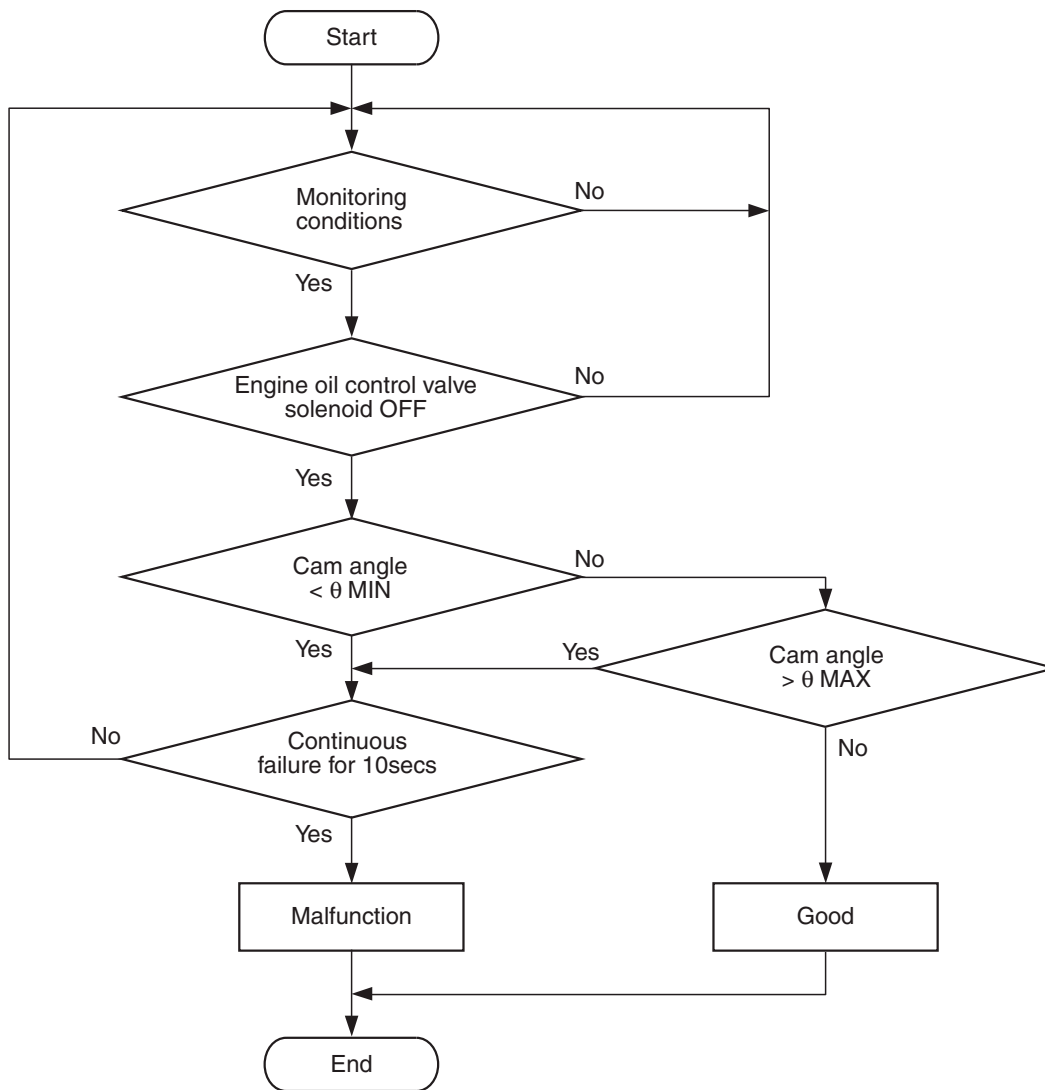 Start
Monitoring
conditions
No
Yes
Engine oil control valve
solenoid OFF
No
Yes
Cam angle
< θ MIN
No
Yes
Cam angle
> θ MAX
Yes
No
Continuous
failure for 10secs
No
Yes
Malfunction
Good
End